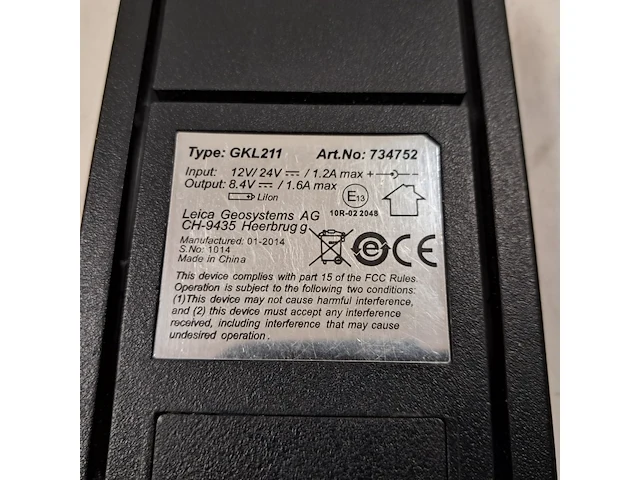 Type: GKL211 Art.No: 734752
Input: 12V/24V ⎓ / 1.2A max
Output: 8.4V ⎓ / 1.6A max
LiIon
E13
10R-02 2048
Leica Geosystems AG
CH-9435 Heerbrugg
Manufactured: 01-2014
S.No: 1014
Made in China
e
CE
This device complies with part 15 of the FCC Rules.
Operation is subject to the following two conditions:
(1)This device may not cause harmful interference,
and (2) this device must accept any interference
received, including interference that may cause
undesired operation.